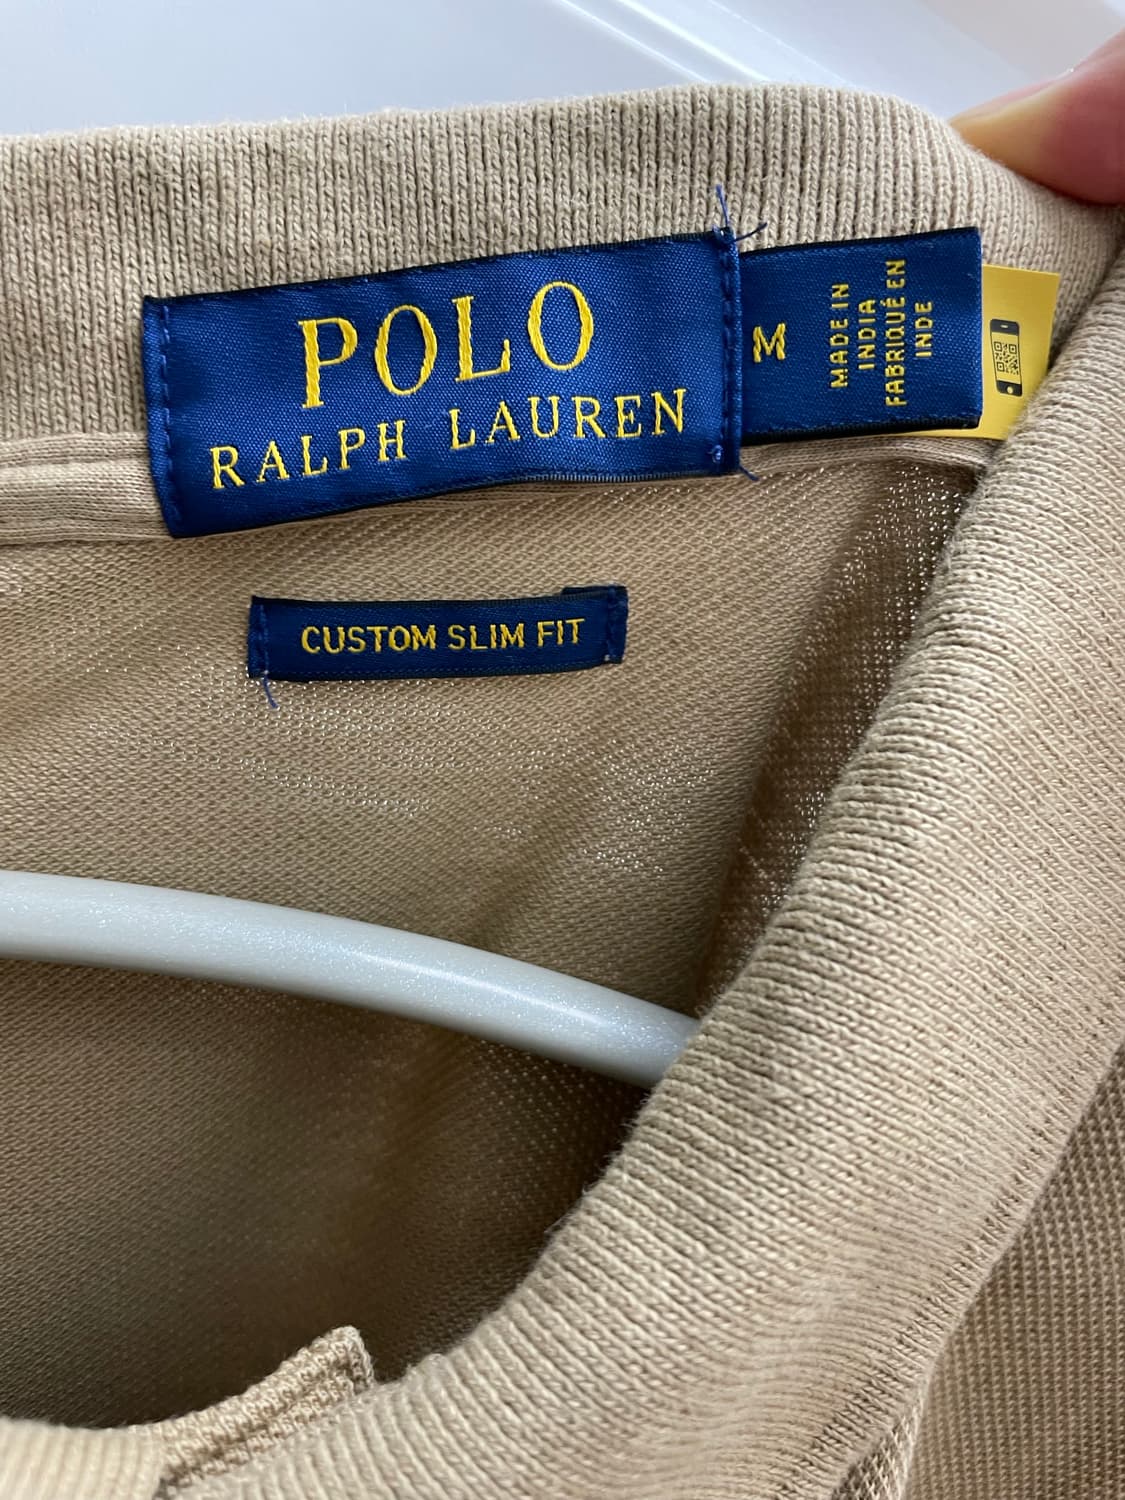 POLO
RALPH LAUREN
M
MADE IN
INDIA
FABRIQUÉ EN
INDE
CUSTOM SLIM FIT